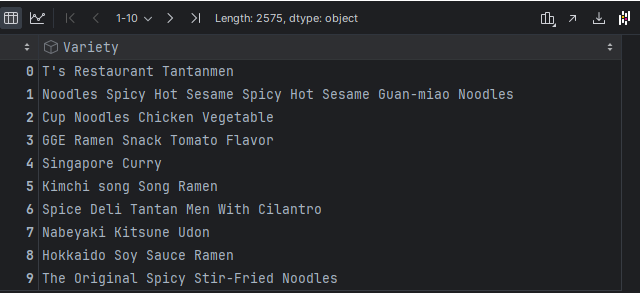 1-10 Length: 2575, dtype: object
Variety
0 T's Restaurant Tantanmen
1 Noodles Spicy Hot Sesame Spicy Hot Sesame Guan-miao Noodles
2 Cup Noodles Chicken Vegetable
3 GGE Ramen Snack Tomato Flavor
4 Singapore Curry
5 Kimchi song Song Ramen
6 Spice Deli Tantan Men With Cilantro
7 Nabeyaki Kitsune Udon
8 Hokkaido Soy Sauce Ramen
9 The Original Spicy Stir-Fried Noodles